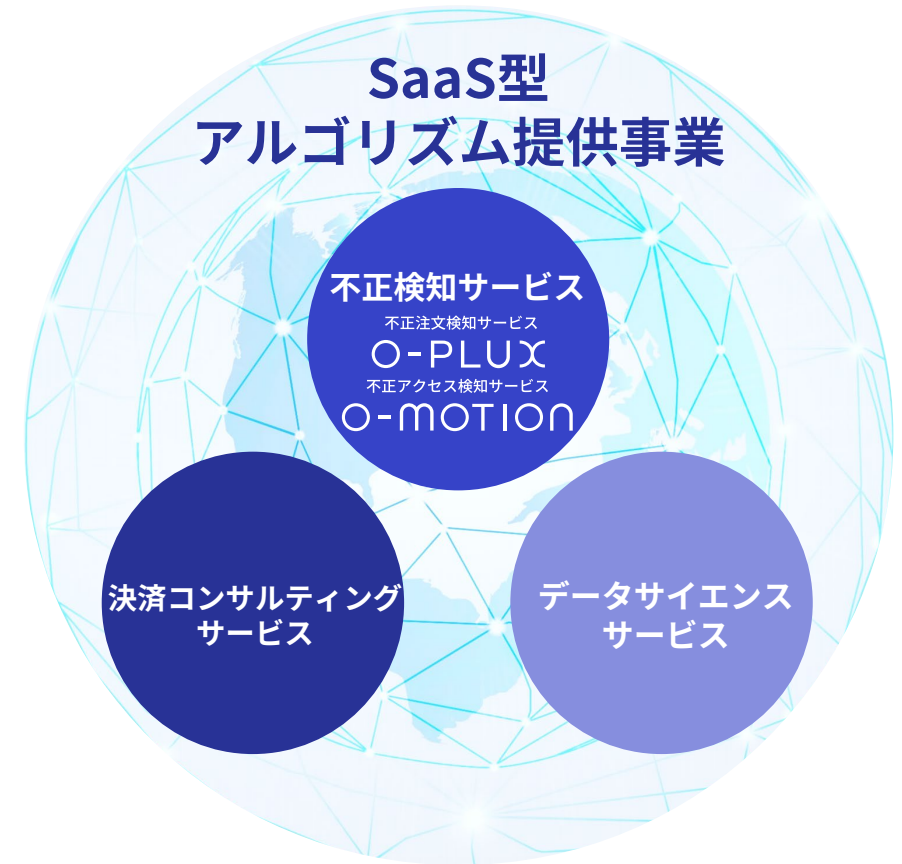 SaaS型
アルゴリズム提供事業
不正検知サービス
不正注文検知サービス
O-PLUX
不正アクセス検知サービス
O-MOTION
決済コンサルティング
サービス
データサイエンス
サービス